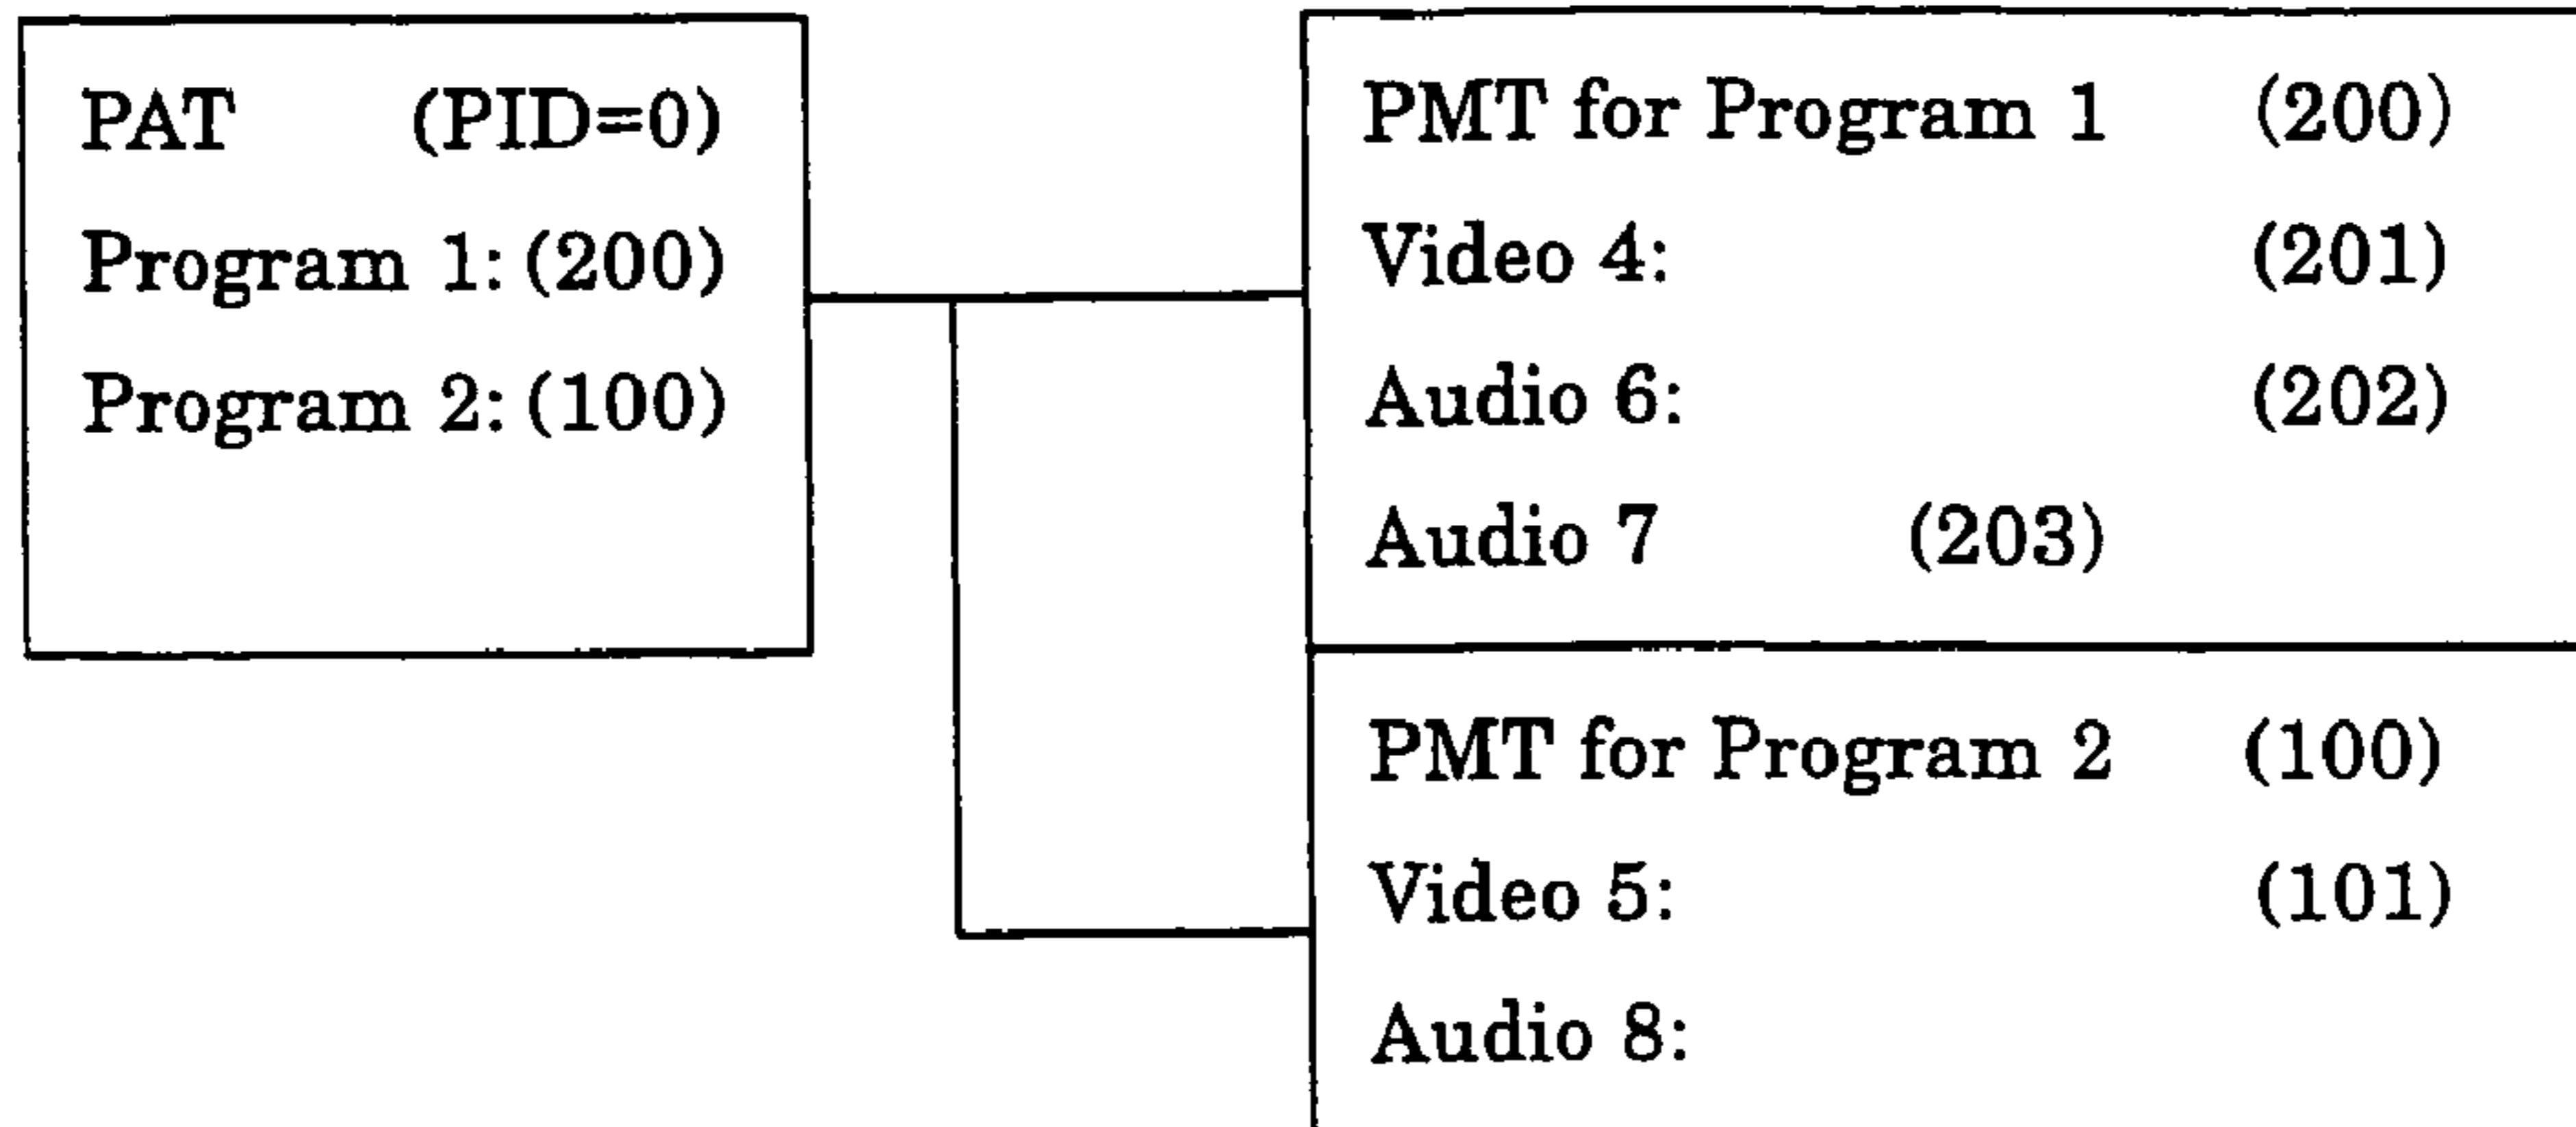 PAT (PID=0)
Program 1: (200)
Program 2: (100)
PMT for Program 1 (200)
Video 4: (201)
Audio 6: (202)
Audio 7 (203)
PMT for Program 2 (100)
Video 5: (101)
Audio 8: